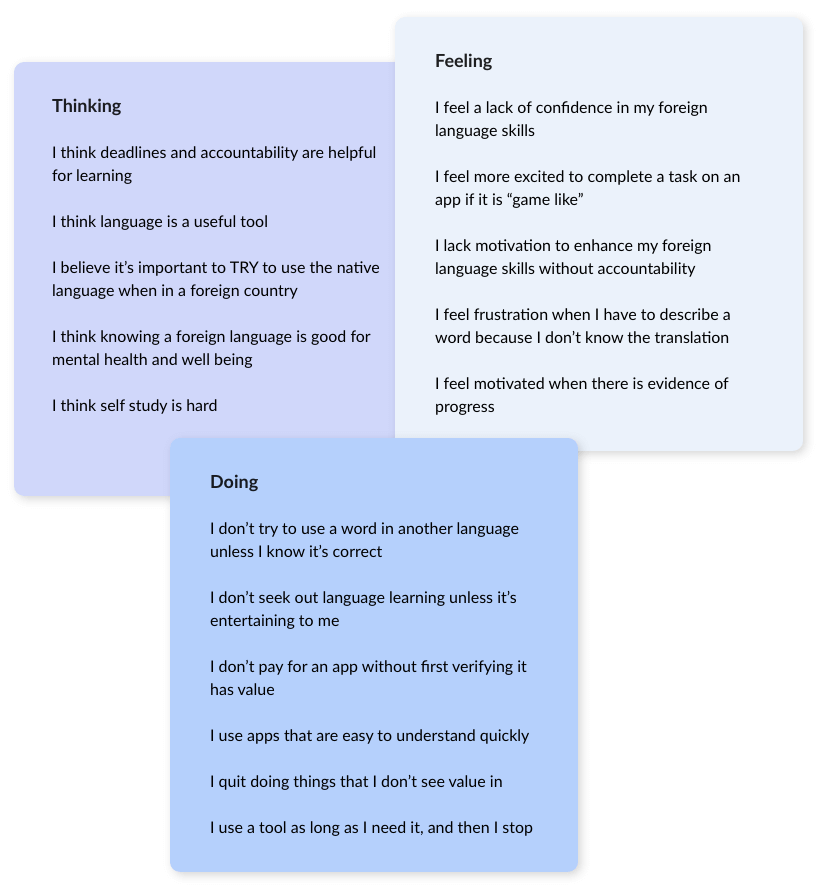 Thinking
I think deadlines and accountability are helpful
for learning
I think language is a useful tool
I believe it’s important to TRY to use the native
language when in a foreign country
I think knowing a foreign language is good for
mental health and well being
I think self study is hard
Feeling
I feel a lack of confidence in my foreign
language skills
I feel more excited to complete a task on an
app if it is “game like”
I lack motivation to enhance my foreign
language skills without accountability
I feel frustration when I have to describe a
word because I don’t know the translation
I feel motivated when there is evidence of
progress
Doing
I don’t try to use a word in another language
unless I know it’s correct
I don’t seek out language learning unless it’s
entertaining to me
I don’t pay for an app without first verifying it
has value
I use apps that are easy to understand quickly
I quit doing things that I don’t see value in
I use a tool as long as I need it, and then I stop